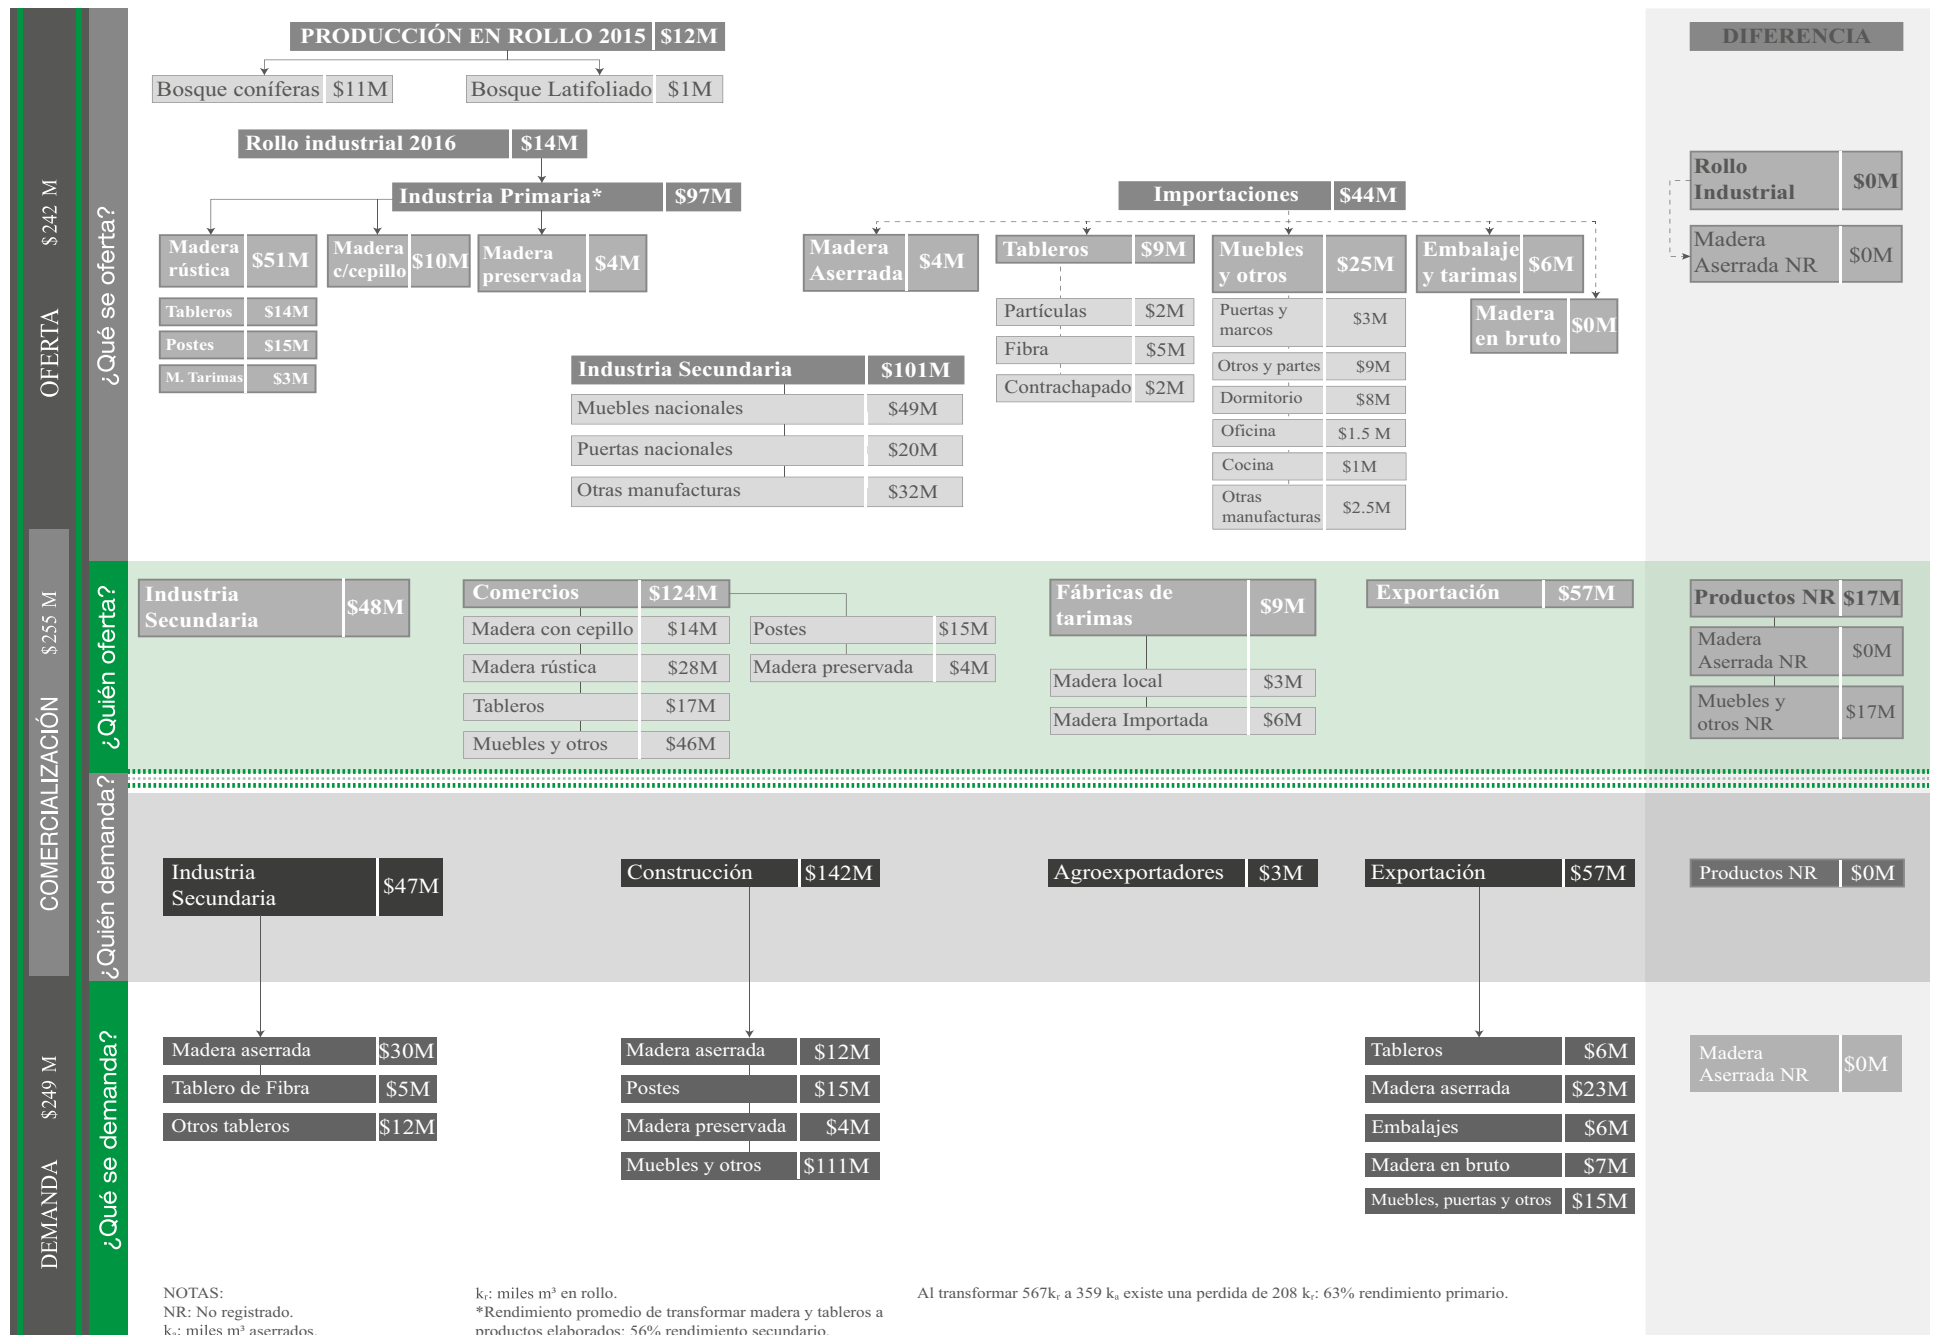 PRODUCCIÓN EN ROLLO 2015 $12M
Bosque coníferas $11M
Bosque Latifoliado $1M
Rollo industrial 2016 $14M
Industria Primaria* $97M
Madera
rústica
$51M
Madera
c/cepillo
$10M
Madera
preservada
$4M
Tableros $14M
Postes $15M
M. Tarimas $3M
Industria Secundaria $101M
Muebles nacionales $49M
Puertas nacionales $20M
Otras manufacturas $32M
Importaciones $44M
Madera
Aserrada
$4M
Tableros $9M
Partículas $2M
Fibra $5M
Contrachapado $2M
Muebles
y otros
$25M
Puertas y
marcos
$3M
Otros y partes $9M
Dormitorio $8M
Oficina $1.5 M
Cocina $1M
Otras
manufacturas
$2.5M
Embalaje
y tarimas
$6M
Madera
en bruto
$0M
DIFERENCIA
Rollo
Industrial
$0M
Madera
Aserrada NR
$0M
OFERTA $242 M
¿Qué se oferta?
COMERCIALIZACIÓN $255 M
¿Quién oferta?
Industria
Secundaria
$48M
Comercios $124M
Madera con cepillo $14M
Madera rústica $28M
Tableros $17M
Muebles y otros $46M
Postes $15M
Madera preservada $4M
Fábricas de
tarimas
$9M
Madera local $3M
Madera Importada $6M
Exportación $57M
Productos NR $17M
Madera
Aserrada NR
$0M
Muebles y
otros NR
$17M
¿Quién demanda?
Industria
Secundaria
$47M
Construcción $142M
Agroexportadores $3M
Exportación $57M
Productos NR $0M
DEMANDA $249 M
¿Qué se demanda?
Madera aserrada $30M
Tablero de Fibra $5M
Otros tableros $12M
Madera aserrada $12M
Postes $15M
Madera preservada $4M
Muebles y otros $111M
Tableros $6M
Madera aserrada $23M
Embalajes $6M
Madera en bruto $7M
Muebles, puertas y otros $15M
Madera
Aserrada NR
$0M
NOTAS:
NR: No registrado.
kₐ: miles m³ aserrados.
kᵣ: miles m³ en rollo.
*Rendimiento promedio de transformar madera y tableros a
productos elaborados: 56% rendimiento secundario.
Al transformar 567kᵣ a 359 kₐ existe una perdida de 208 kᵣ: 63% rendimiento primario.